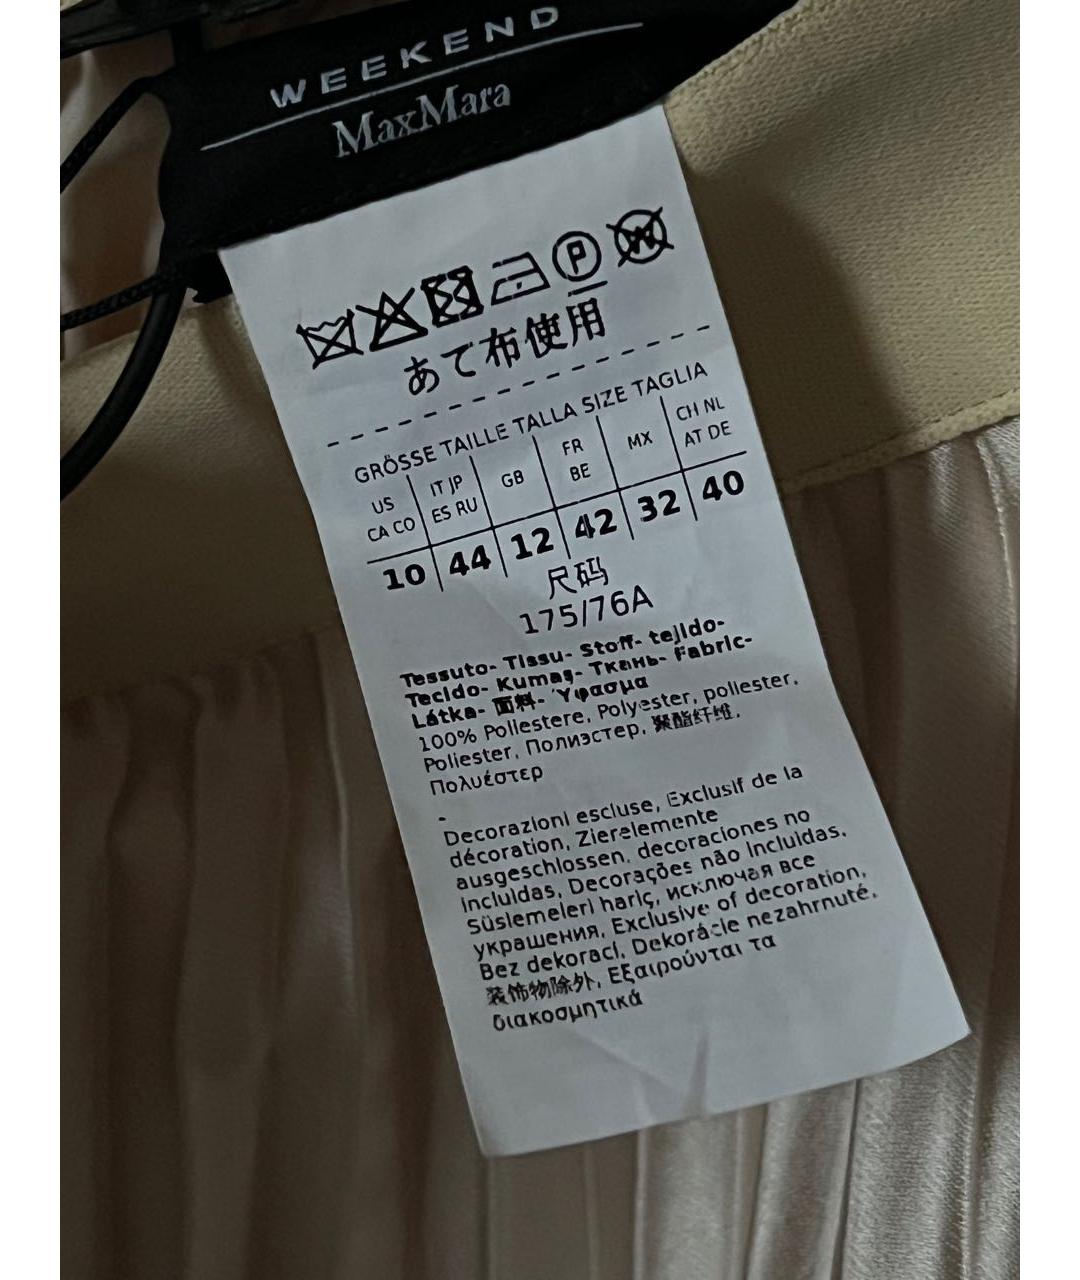 WEEKEND
MaxMara
P
W
あて布使用
GRÖSSE TAILLE TALLA SIZE TAGLIA
US CA CO
IT JP ES RU
GB
FR BE
MX
CH NL AT DE
10 44 12 42 32 40
尺码
175/76A
Tessuto- Tissu- Stoff- tejido-
Tecido- Kumaş- Ткань- Fabric-
Látka- 面料- Ύφασμα
100% Poliestere, Polyester, poliester,
Poliester, Полиэстер, 聚酯纤维,
Πολυέστερ
-
Decorazioni escluse, Exclusif de la
décoration, Zierelemente
ausgeschlossen, decoraciones no
incluidas, Decorações não incluidas,
Süslemeleri hariç, исключая все
украшения, Exclusive of decoration,
Bez dekorací, Dekorácie nezahrnuté,
装饰物除外, Εξαιρούνται τα
διακοσμητικά